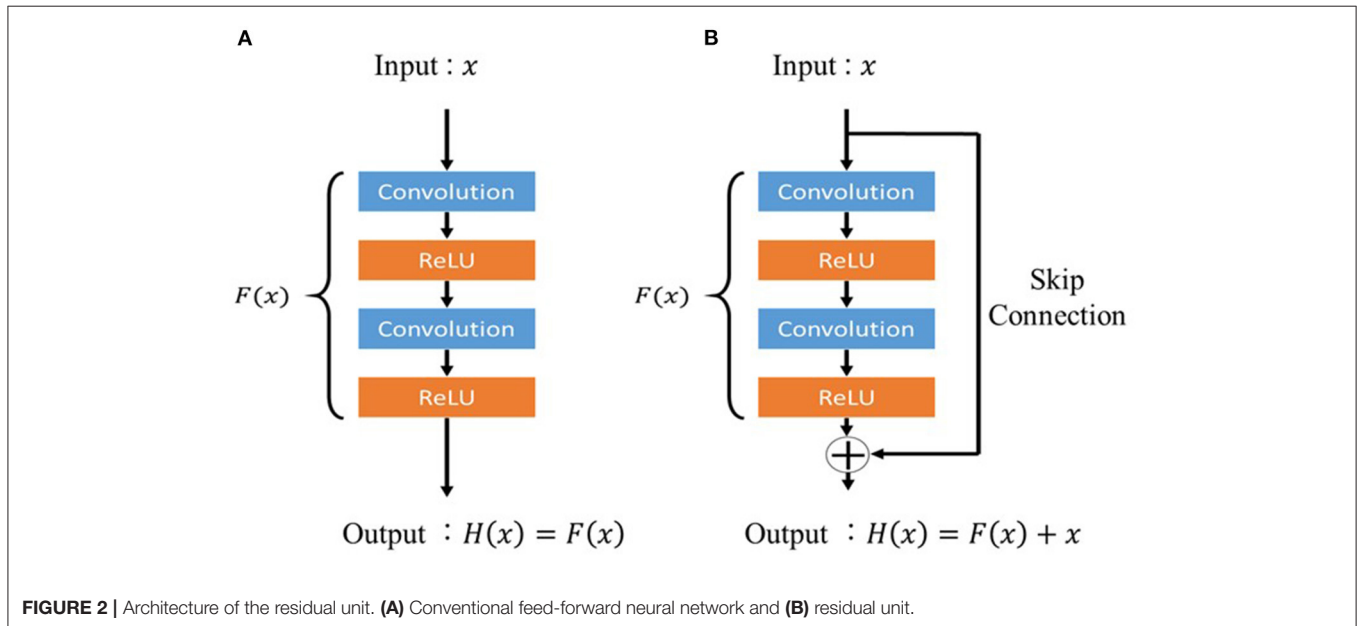 A
Input : x
Convolution
ReLU
F(x)
Convolution
ReLU
Output : H(x) = F(x)
B
Input : x
Convolution
ReLU
F(x)
Convolution
ReLU
+
Skip
Connection
Output : H(x) = F(x) + x
FIGURE 2 | Architecture of the residual unit. (A) Conventional feed-forward neural network and (B) residual unit.